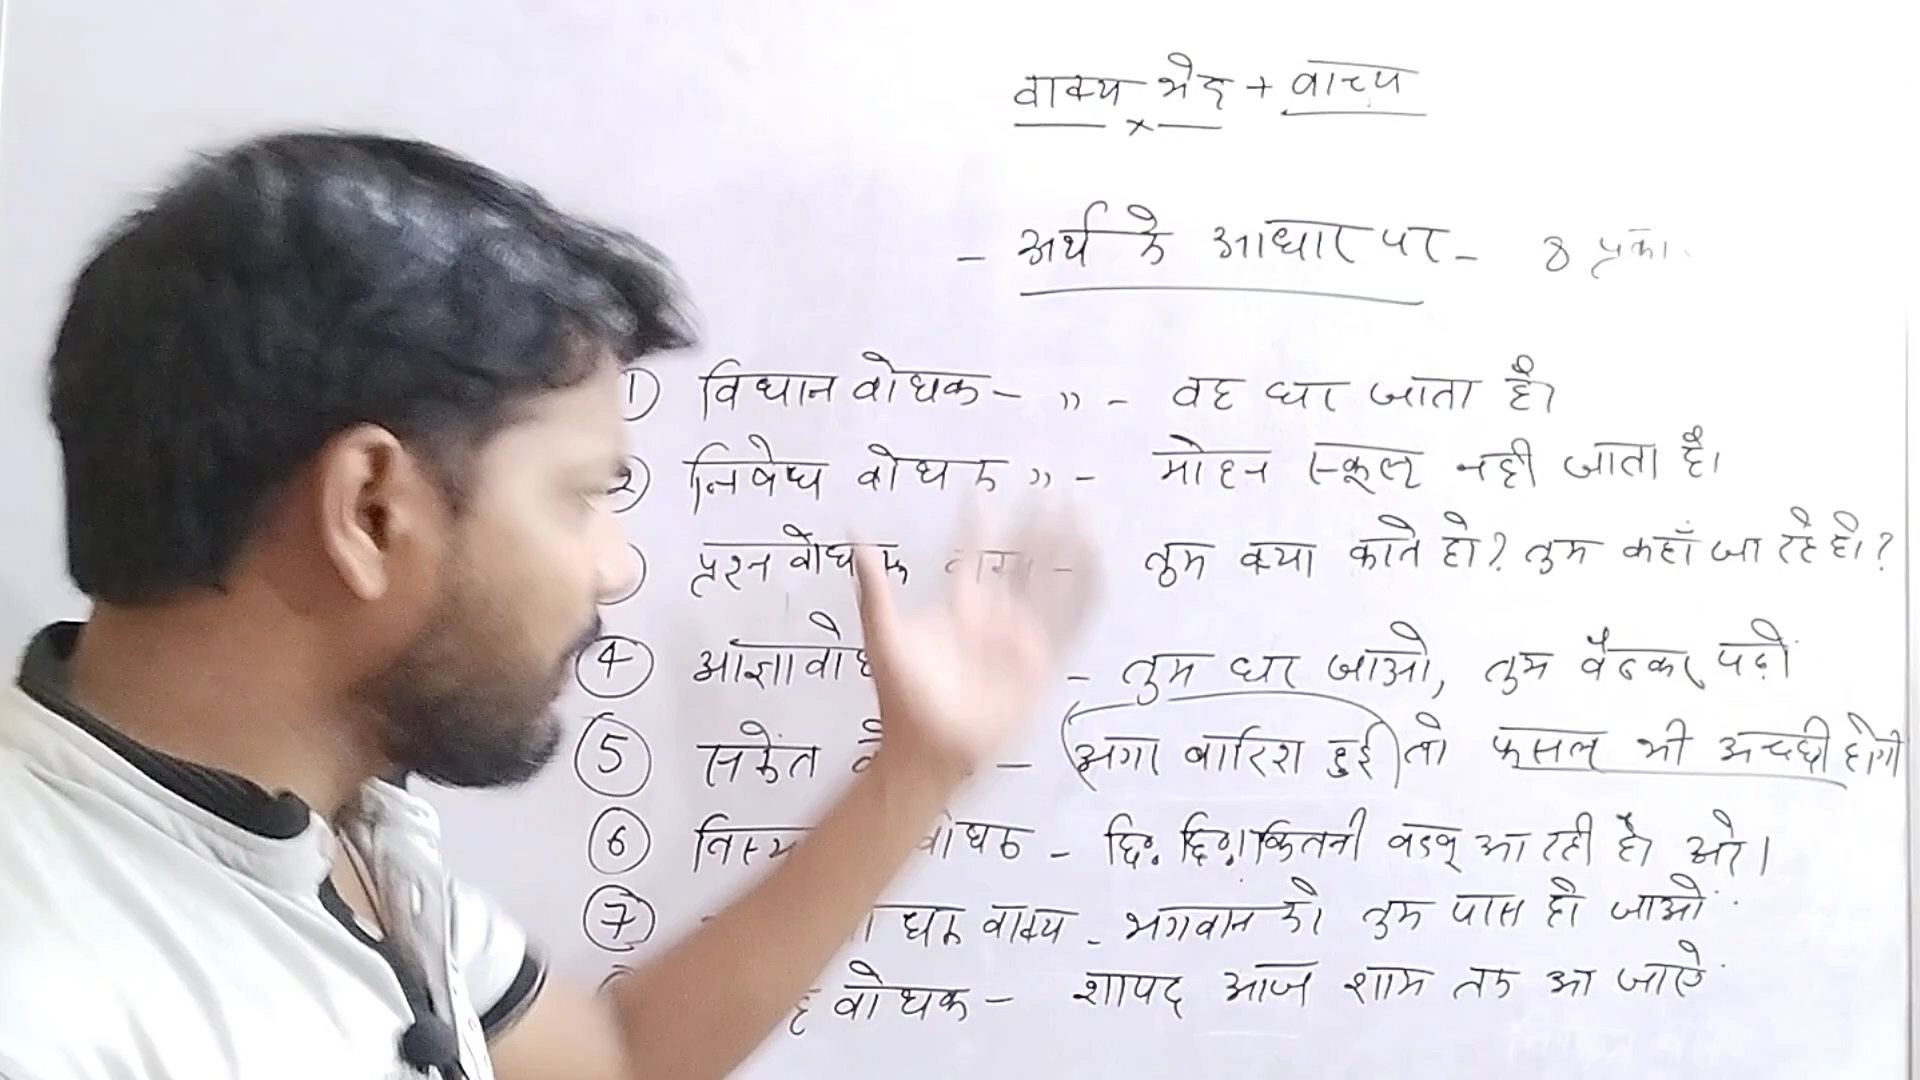 वाक्य भेद + वाच्य
- अर्थ के आधार पर - 8 प्रका.
① विधान बोधक - " - वह घर जाता है।
② निषेध बोधक " - मोहन स्कूल नही जाता है।
प्रश्न बोधक - तुम क्या करते हो? तुम कहाँ जा रहे हो?
④ - तुम घर जाओ, तुम बैठकर पढ़ो
⑤ सकेंत - (अगर बारिश हुई) तो फसल भी अच्छी होगी
⑥ बोधक - छि: छि:! कितनी बदबू आ रही है। अरे।
⑦ वाक्य - भगवान करे। तुम पास हो जाओ
बोधक - शायद आज शाम तक आ जाऐ